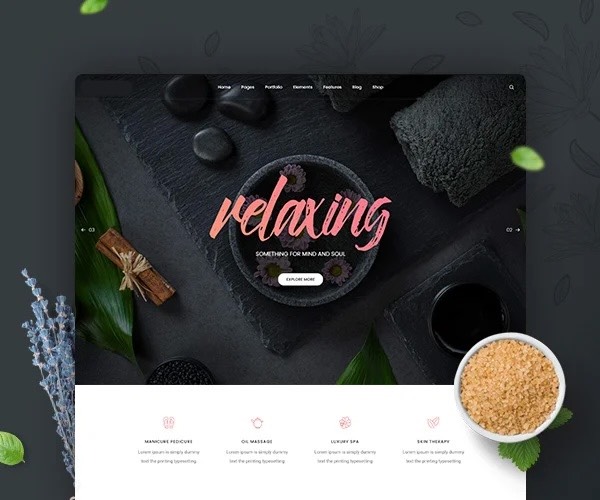 Home Pages Portfolio Elements Features Blog Shop
relaxing
03
02
SOMETHING FOR MIND AND SOUL
EXPLORE MORE
MANICURE PEDICURE OIL MASSAGE LUVURY SPA SKIN THERAPY
Lorem ipsum is simply dummy Lorem ipsum is simply dummy Lorem ipsum is simply dummy Lorem ipsum is simply dummy
text the printing typesetting. text the printing typesetting. text the printing typesetting. text the printing typesetting.